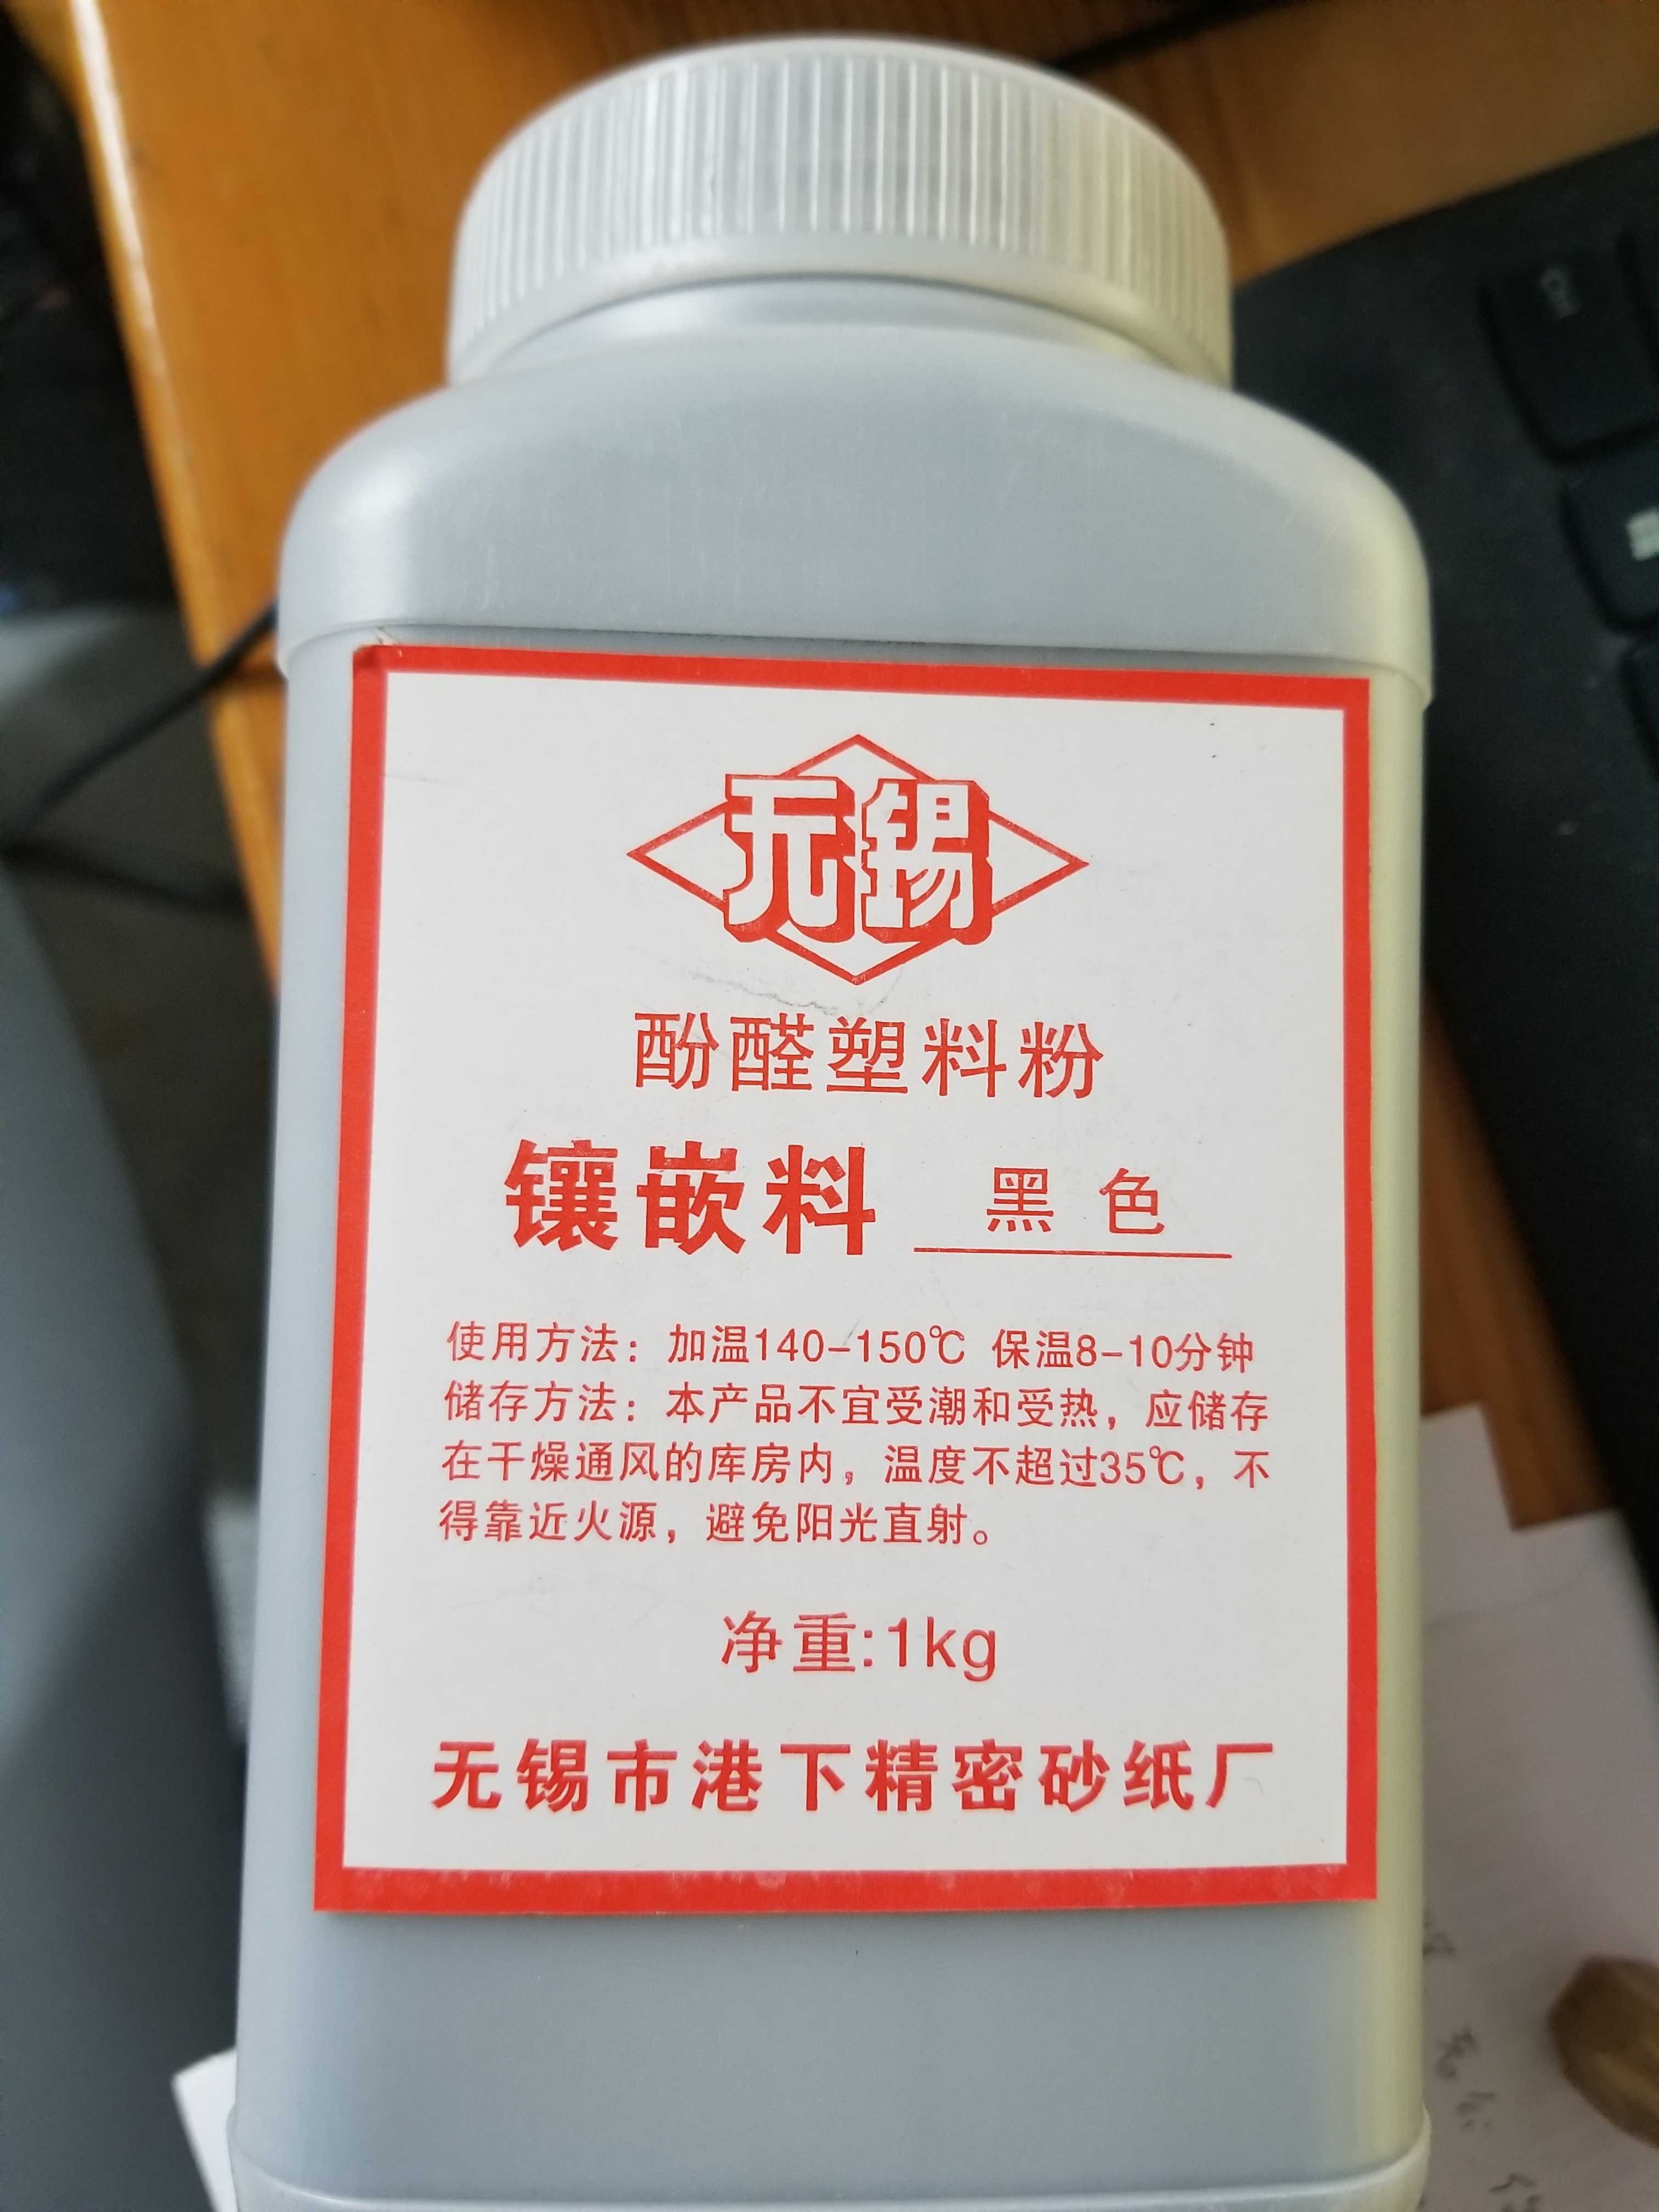 无锡
酚醛塑料粉
镶嵌料 黑色
使用方法：加温140-150℃ 保温8-10分钟
储存方法：本产品不宜受潮和受热，应储存
在干燥通风的库房内，温度不超过35℃，不
得靠近火源，避免阳光直射。
净重:1kg
无锡市港下精密砂纸厂